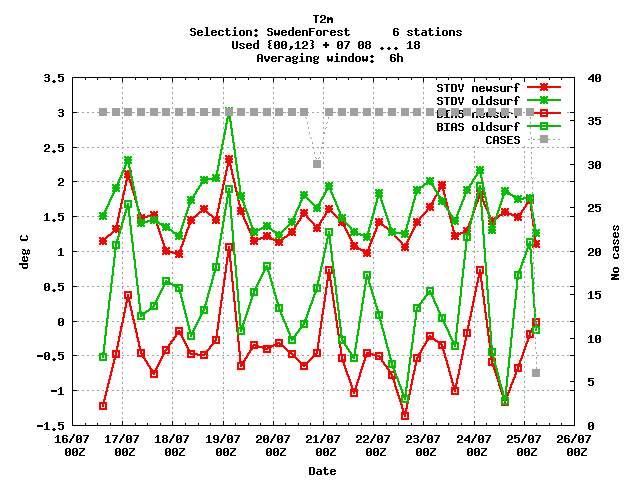 T2m
Selection: SwedenForest      6 stations
Used {00,12} + 07 08 ... 18
Averaging window:  6h
STDV newsurf
STDV oldsurf
BIAS newsurf
BIAS oldsurf
CASES
3.5
3
2.5
2
1.5
1
0.5
0
-0.5
-1
-1.5
deg C
40
35
30
25
20
15
10
5
0
No cases
16/07 17/07 18/07 19/07 20/07 21/07 22/07 23/07 24/07 25/07 26/07
00Z 00Z 00Z 00Z 00Z 00Z 00Z 00Z 00Z 00Z 00Z
Date